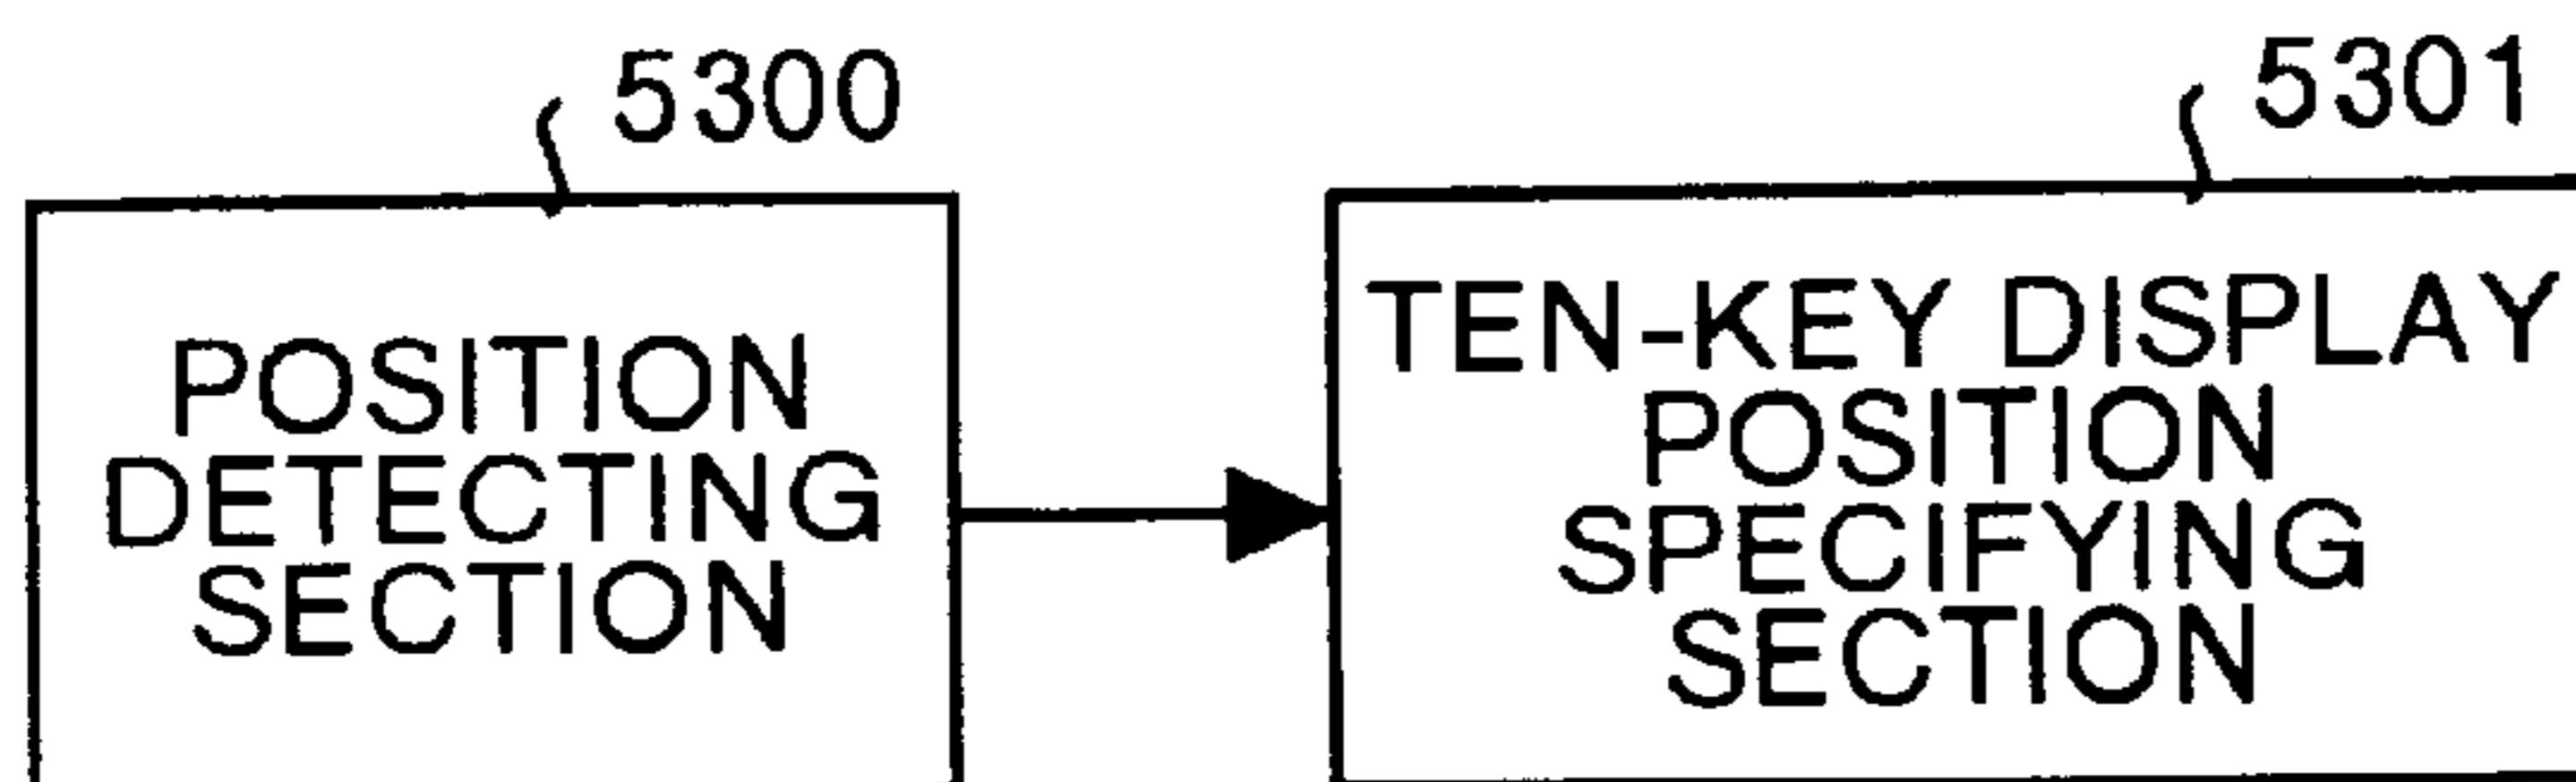 5300
5301
POSITION
DETECTING
SECTION
TEN-KEY DISPLAY
POSITION
SPECIFYING
SECTION